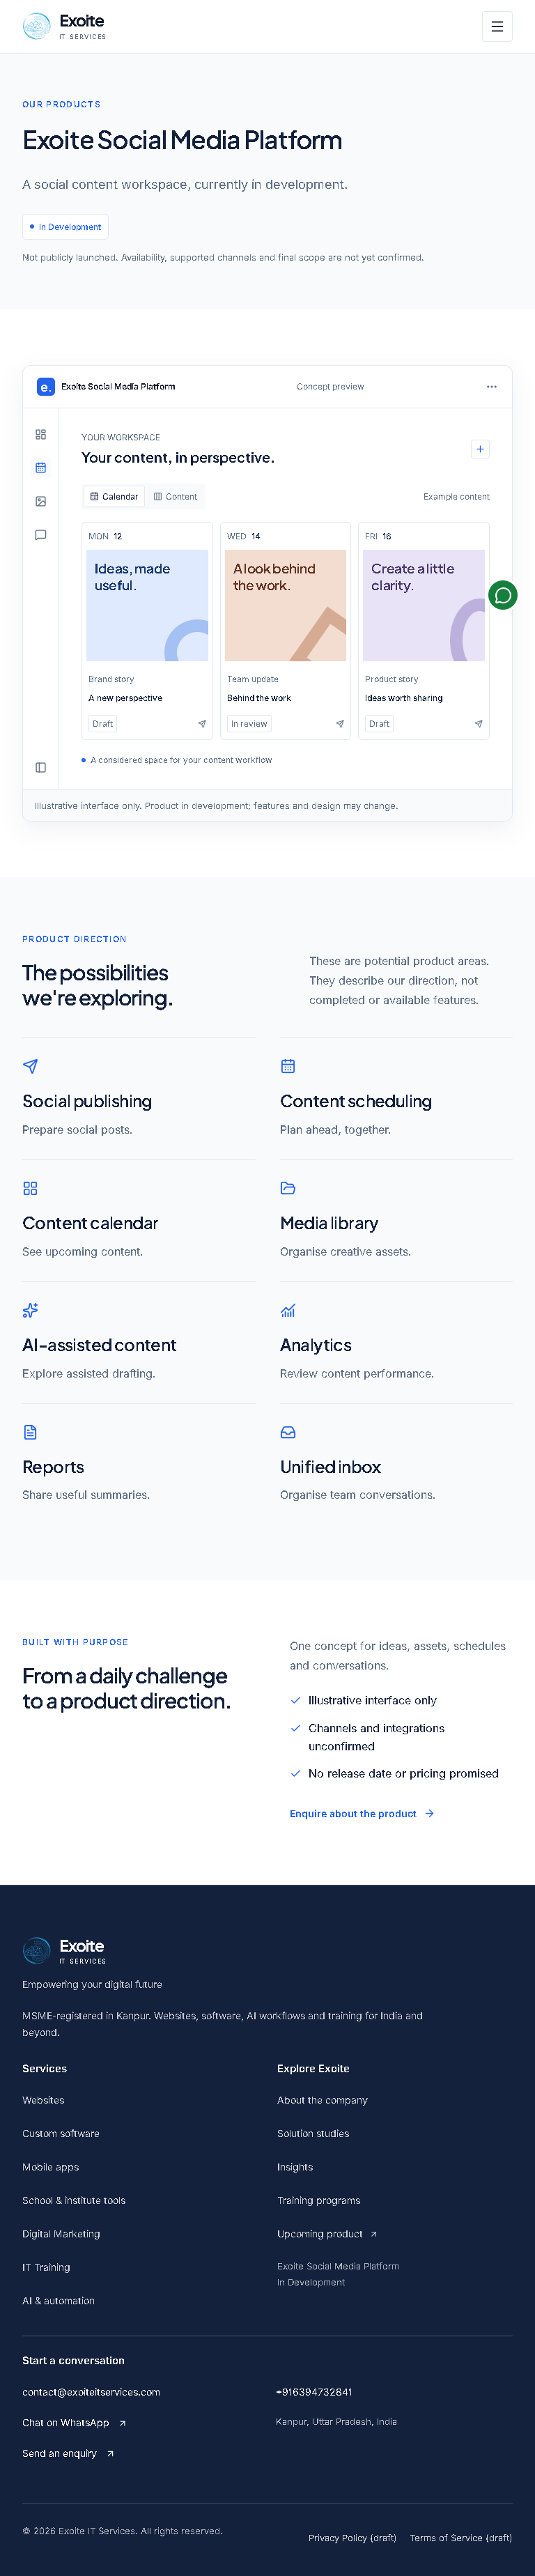 Exoite
IT SERVICES
OUR PRODUCTS
Exoite Social Media Platform
A social content workspace, currently in development.
In Development
Not publicly launched. Availability, supported channels and final scope are not yet confirmed.
e.
Exoite Social Media Platform
Concept preview
YOUR WORKSPACE
Your content, in perspective.
Calendar
Content
Example content
MON 12
Ideas, made
useful.
Brand story
A new perspective
Draft
WED 14
A look behind
the work.
Team update
Behind the work
In review
FRI 16
Create a little
clarity.
Product story
Ideas worth sharing
Draft
A considered space for your content workflow
Illustrative interface only. Product in development; features and design may change.
PRODUCT DIRECTION
The possibilities
we're exploring.
These are potential product areas.
They describe our direction, not
completed or available features.
Social publishing
Prepare social posts.
Content scheduling
Plan ahead, together.
Content calendar
See upcoming content.
Media library
Organise creative assets.
AI-assisted content
Explore assisted drafting.
Analytics
Review content performance.
Reports
Share useful summaries.
Unified inbox
Organise team conversations.
BUILT WITH PURPOSE
From a daily challenge
to a product direction.
One concept for ideas, assets, schedules
and conversations.
Illustrative interface only
Channels and integrations
unconfirmed
No release date or pricing promised
Enquire about the product
Exoite
IT SERVICES
Empowering your digital future
MSME-registered in Kanpur. Websites, software, AI workflows and training for India and
beyond.
Services
Websites
Custom software
Mobile apps
School & institute tools
Digital Marketing
IT Training
AI & automation
Explore Exoite
About the company
Solution studies
Insights
Training programs
Upcoming product
Exoite Social Media Platform
In Development
Start a conversation
contact@exoiteitservices.com
Chat on WhatsApp
Send an enquiry
+916394732841
Kanpur, Uttar Pradesh, India
© 2026 Exoite IT Services. All rights reserved.
Privacy Policy (draft)
Terms of Service (draft)